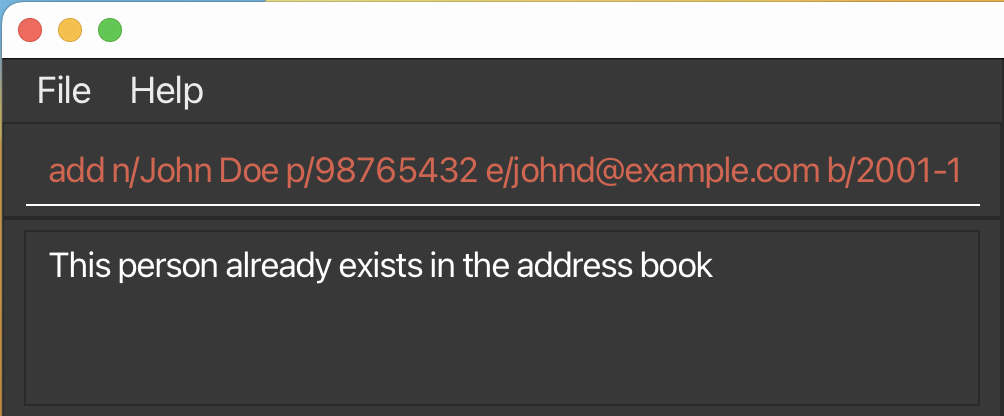 File Help
add n/John Doe p/98765432 e/johnd@example.com b/2001-1
This person already exists in the address book